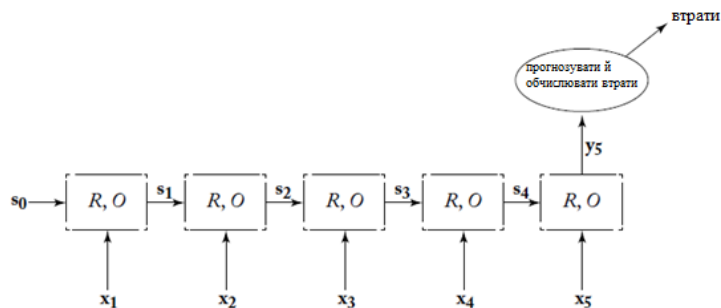 втрати
прогнозувати й
обчислювати втрати
y5
s0 R, O s1 R, O s2 R, O s3 R, O s4 R, O
x1 x2 x3 x4 x5